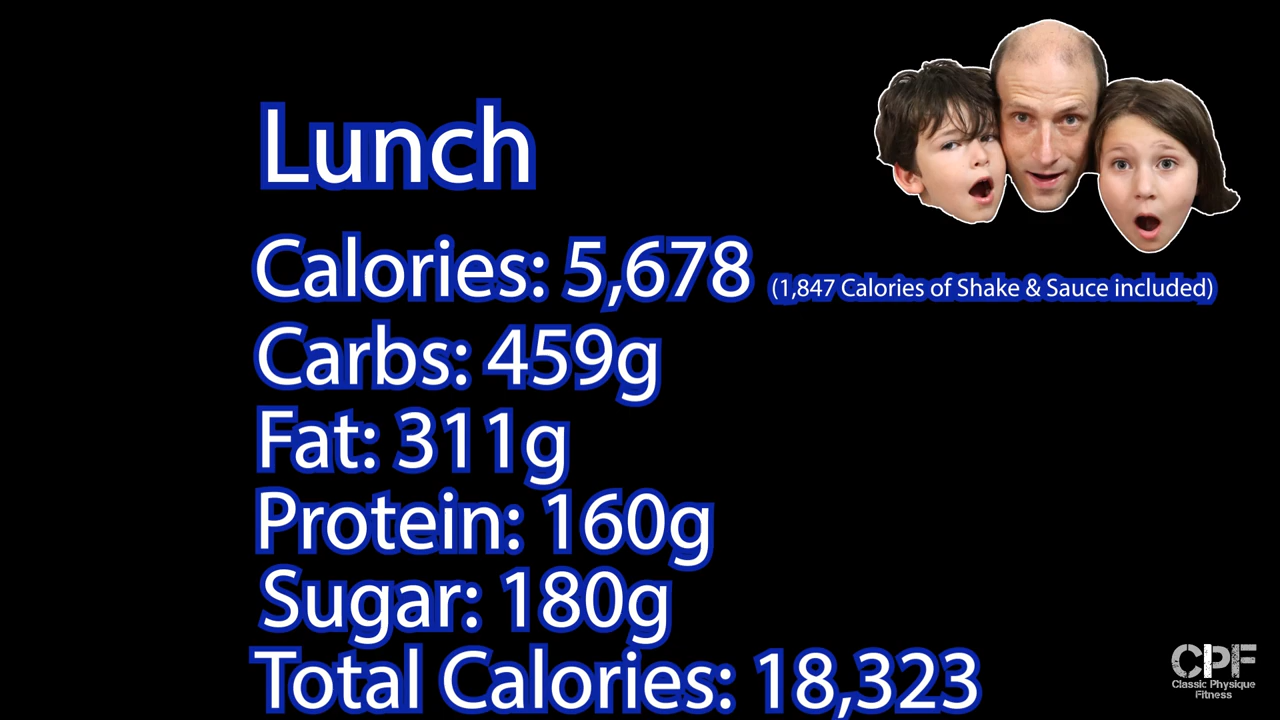 Lunch
Calories: 5,678 (1,847 Calories of Shake & Sauce included)
Carbs: 459g
Fat: 311g
Protein: 160g
Sugar: 180g
Total Calories: 18,323
CPF
Classic Physique
Fitness